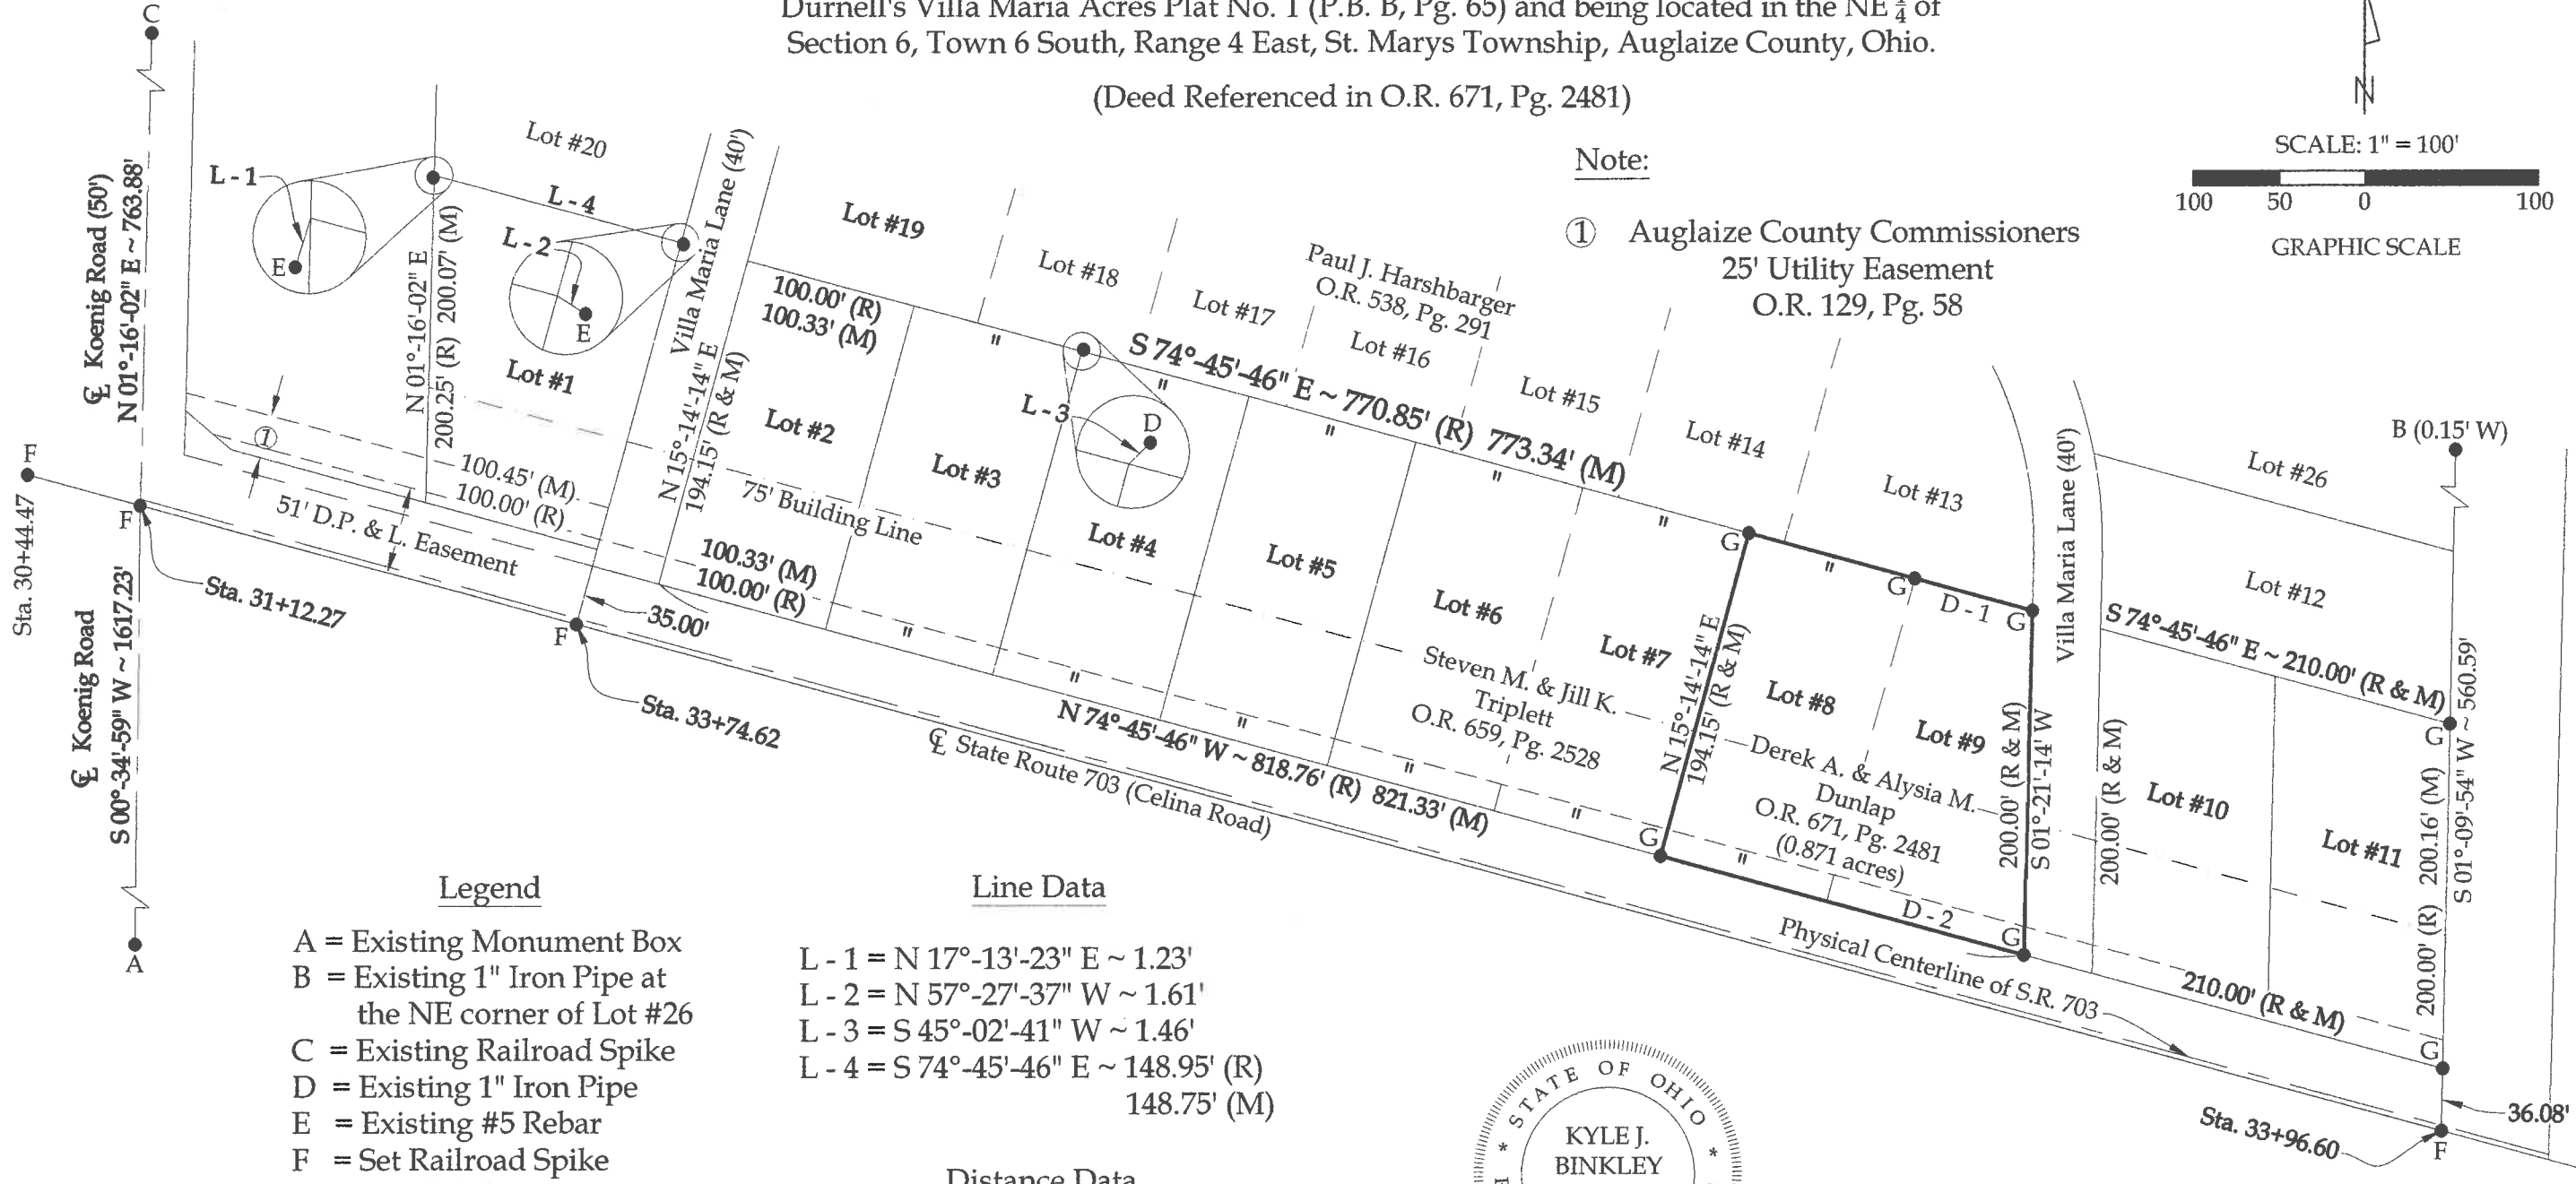 Durnell's Villa Maria Acres Plat No. 1 (P.B. B, Pg. 65) and being located in the NE ¼ of
Section 6, Town 6 South, Range 4 East, St. Marys Township, Auglaize County, Ohio.
(Deed Referenced in O.R. 671, Pg. 2481)
N
SCALE: 1" = 100'
100 50 0 100
GRAPHIC SCALE
Note:
① Auglaize County Commissioners
25' Utility Easement
O.R. 129, Pg. 58
C
℄ Koenig Road (50')
N 01°-16'-02" E ~ 763.88'
L - 1
E
Lot #20
L - 4
L - 2
E
N 01°-16'-02" E
200.25' (R) 200.07' (M)
Lot #1
Villa Maria Lane (40')
N 15°-14'-14" E
194.15' (R & M)
Lot #19
100.00' (R)
100.33' (M)
Lot #18
Lot #17
Paul J. Harshbarger
O.R. 538, Pg. 291
Lot #16
Lot #15
Lot #14
Lot #13
"
"
"
"
"
"
S 74°-45'-46" E ~ 770.85' (R) 773.34' (M)
L - 3
D
Lot #2
Lot #3
Lot #4
Lot #5
Lot #6
Lot #7
Lot #8
Lot #9
75' Building Line
①
F
Sta. 30+44.47
F
Sta. 31+12.27
51' D.P. & L. Easement
100.45' (M)
100.00' (R)
100.33' (M)
100.00' (R)
35.00'
F
Sta. 33+74.62
"
"
"
"
"
"
N 74°-45'-46" W ~ 818.76' (R) 821.33' (M)
℄ State Route 703 (Celina Road)
Steven M. & Jill K.
Triplett
O.R. 659, Pg. 2528
G
G
D - 1
G
N 15°-14'-14" E
194.15' (R & M)
Derek A. & Alysia M.
Dunlap
O.R. 671, Pg. 2481
(0.871 acres)
200.00' (R & M)
S 01°-21'-14" W
G
D - 2
G
Villa Maria Lane (40')
200.00' (R & M)
B (0.15' W)
Lot #26
Lot #12
S 74°-45'-46" E ~ 210.00' (R & M)
G
Lot #10
Lot #11
200.00' (R) 200.16' (M)
S 01°-09'-54" W ~ 560.59'
210.00' (R & M)
G
36.08'
Physical Centerline of S.R. 703
Sta. 33+96.60
F
℄ Koenig Road
S 00°-34'-59" W ~ 1617.23'
A
Legend
A = Existing Monument Box
B = Existing 1" Iron Pipe at
the NE corner of Lot #26
C = Existing Railroad Spike
D = Existing 1" Iron Pipe
E = Existing #5 Rebar
F = Set Railroad Spike
Line Data
L - 1 = N 17°-13'-23" E ~ 1.23'
L - 2 = N 57°-27'-37" W ~ 1.61'
L - 3 = S 45°-02'-41" W ~ 1.46'
L - 4 = S 74°-45'-46" E ~ 148.95' (R)
148.75' (M)
Distance Data
* STATE OF OHIO *
KYLE J.
BINKLEY